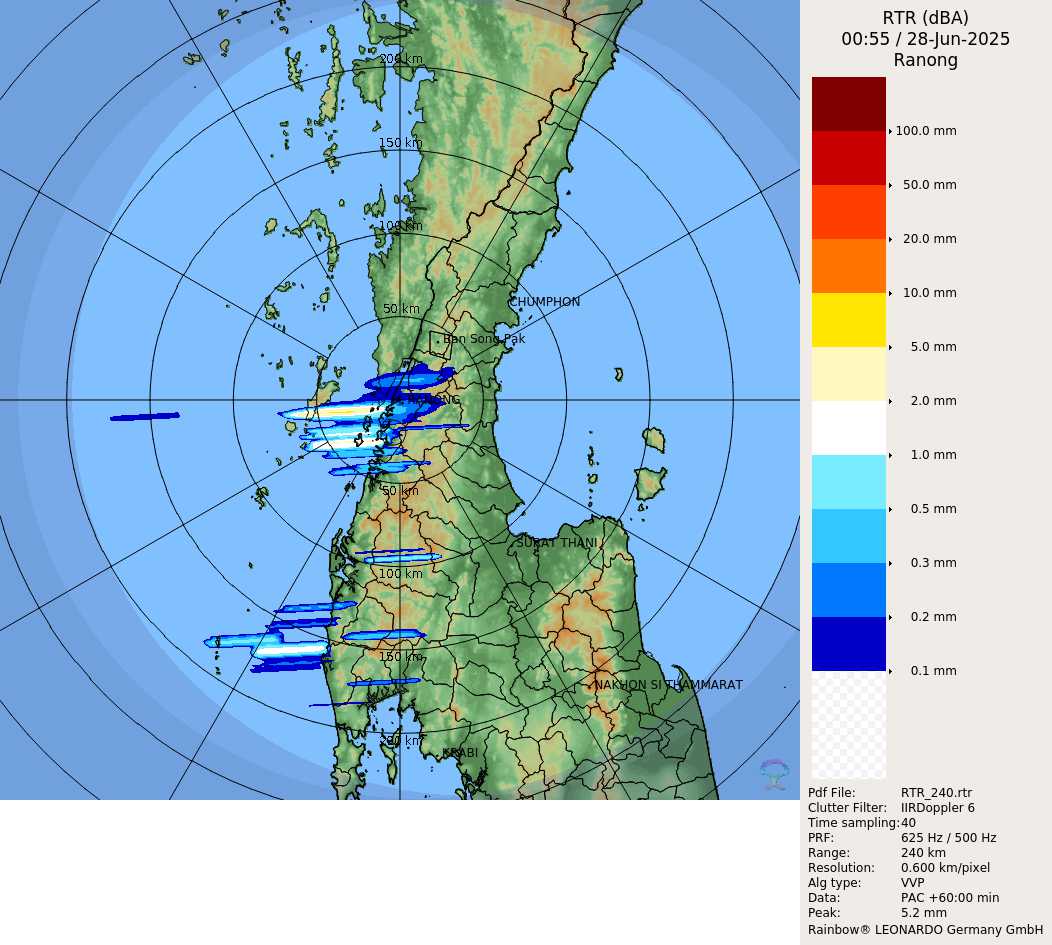 RTR (dBA)
00:55 / 28-Jun-2025
Ranong
100.0 mm
50.0 mm
20.0 mm
10.0 mm
5.0 mm
2.0 mm
1.0 mm
0.5 mm
0.3 mm
0.2 mm
0.1 mm
Pdf File: RTR_240.rtr
Clutter Filter: IIRDoppler 6
Time sampling:40
PRF: 625 Hz / 500 Hz
Range: 240 km
Resolution: 0.600 km/pixel
Alg type: VVP
Data: PAC +60:00 min
Peak: 5.2 mm
Rainbow® LEONARDO Germany GmbH
200 km
150 km
100 km
50 km
CHUMPHON
Ban Song Pak
RANONG
50 km
SURAT THANI
100 km
150 km
NAKHON SI THAMMARAT
200 km
KRABI